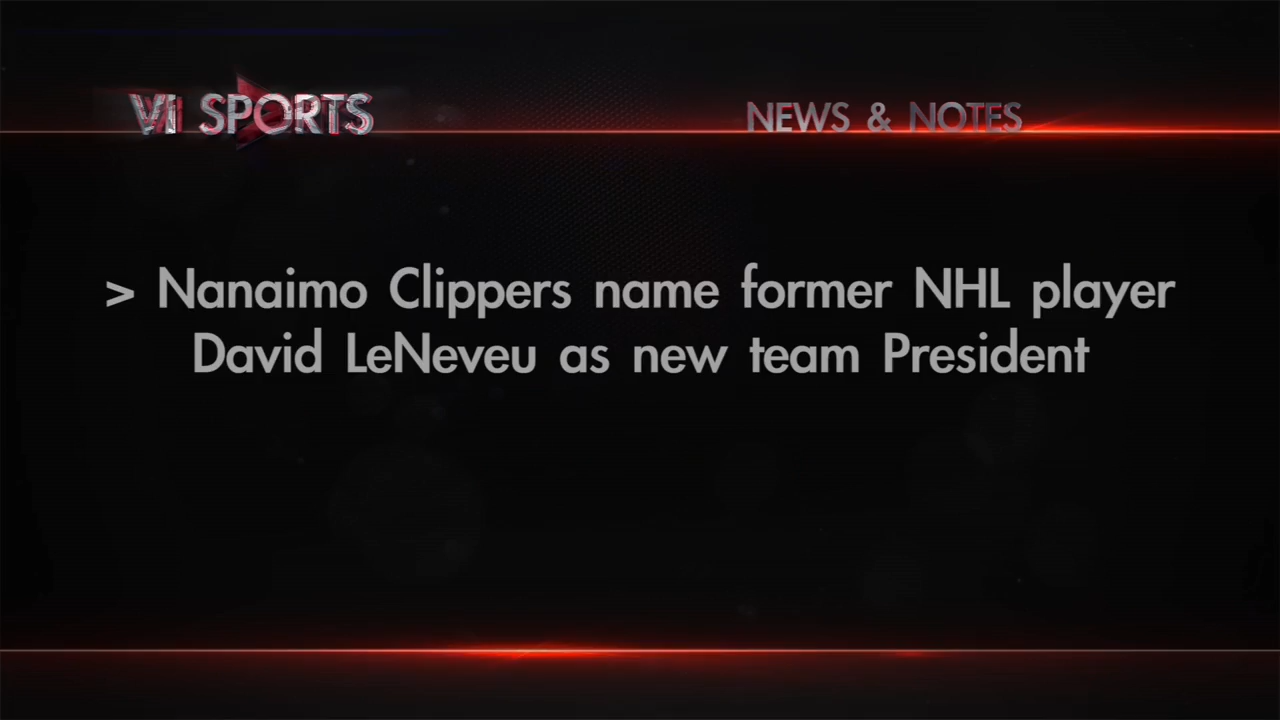 VI SPORTS
NEWS & NOTES
> Nanaimo Clippers name former NHL player
David LeNeveu as new team President